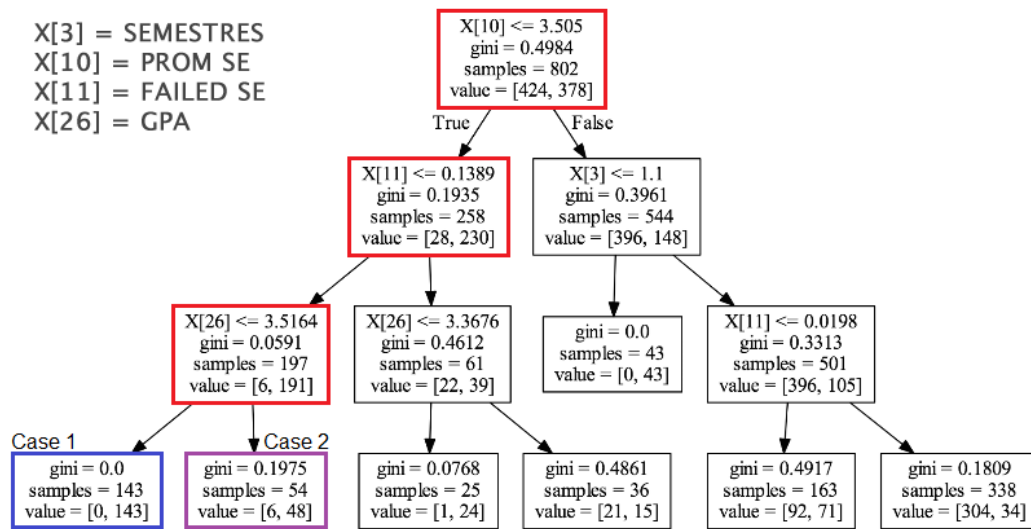 X[3] = SEMESTRES
X[10] = PROM SE
X[11] = FAILED SE
X[26] = GPA
X[10] <= 3.505
gini = 0.4984
samples = 802
value = [424, 378]
True
False
X[11] <= 0.1389
gini = 0.1935
samples = 258
value = [28, 230]
X[3] <= 1.1
gini = 0.3961
samples = 544
value = [396, 148]
X[26] <= 3.5164
gini = 0.0591
samples = 197
value = [6, 191]
X[26] <= 3.3676
gini = 0.4612
samples = 61
value = [22, 39]
gini = 0.0
samples = 43
value = [0, 43]
X[11] <= 0.0198
gini = 0.3313
samples = 501
value = [396, 105]
Case 1
gini = 0.0
samples = 143
value = [0, 143]
Case 2
gini = 0.1975
samples = 54
value = [6, 48]
gini = 0.0768
samples = 25
value = [1, 24]
gini = 0.4861
samples = 36
value = [21, 15]
gini = 0.4917
samples = 163
value = [92, 71]
gini = 0.1809
samples = 338
value = [304, 34]